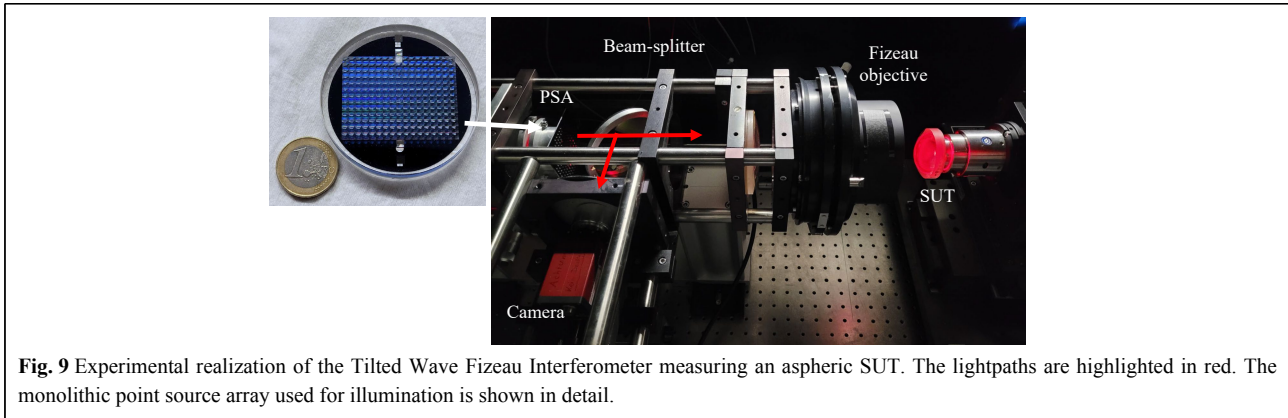 Beam-splitter
Fizeau
objective
PSA
SUT
Camera
Fig. 9 Experimental realization of the Tilted Wave Fizeau Interferometer measuring an aspheric SUT. The lightpaths are highlighted in red. The
monolithic point source array used for illumination is shown in detail.